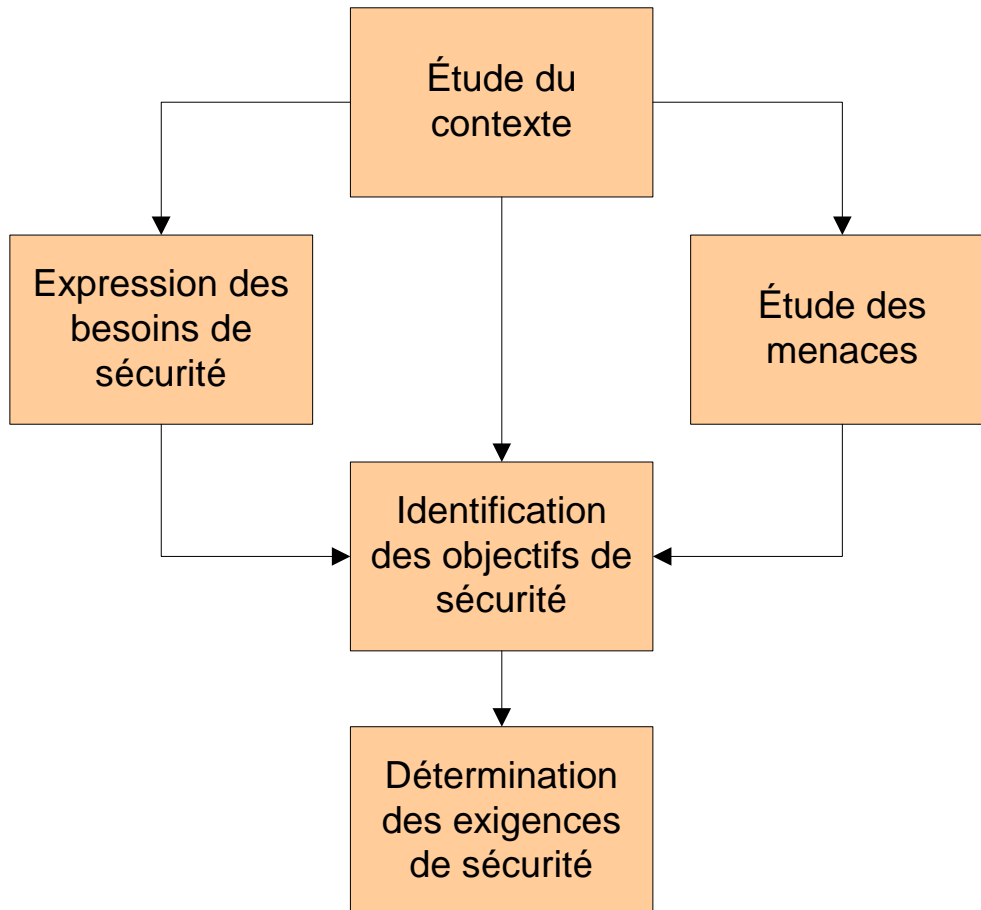 Étude du
contexte
Expression des
besoins de
sécurité
Étude des
menaces
Identification
des objectifs de
sécurité
Détermination
des exigences
de sécurité